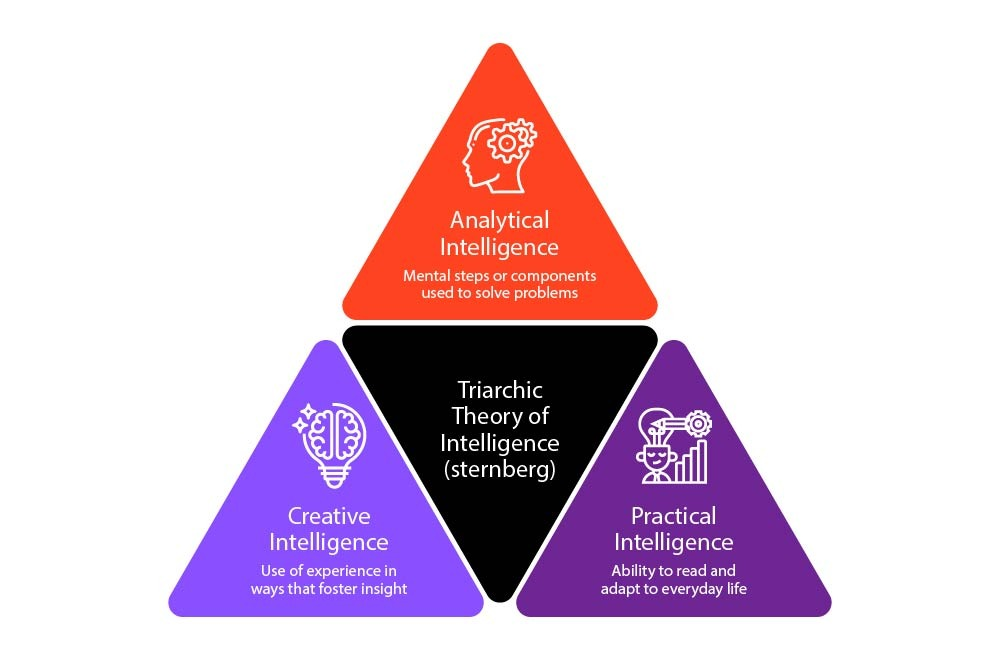 Analytical
Intelligence
Mental steps or components
used to solve problems
Triarchic
Theory of
Intelligence
(sternberg)
Creative
Intelligence
Use of experience in
ways that foster insight
Practical
Intelligence
Ability to read and
adapt to everyday life